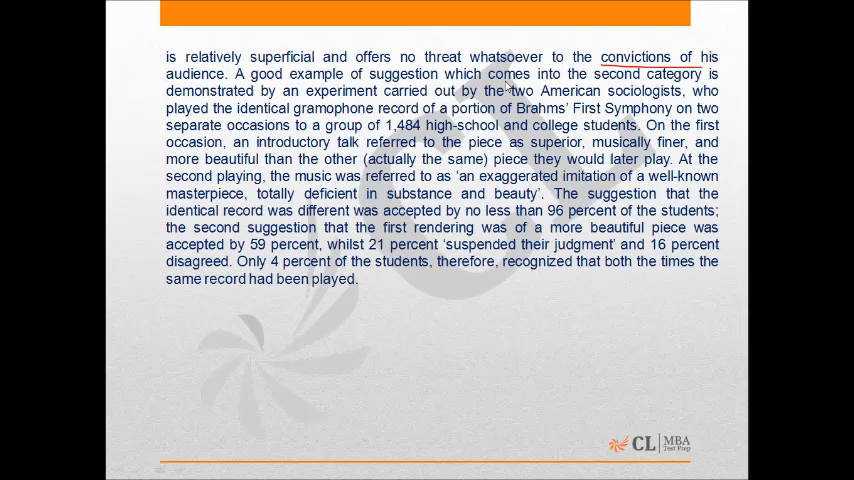 is relatively superficial and offers no threat whatsoever to the convictions of his
audience. A good example of suggestion which comes into the second category is
demonstrated by an experiment carried out by the two American sociologists, who
played the identical gramophone record of a portion of Brahms' First Symphony on two
separate occasions to a group of 1,484 high-school and college students. On the first
occasion, an introductory talk referred to the piece as superior, musically finer, and
more beautiful than the other (actually the same) piece they would later play. At the
second playing, the music was referred to as 'an exaggerated imitation of a well-known
masterpiece, totally deficient in substance and beauty'. The suggestion that the
identical record was different was accepted by no less than 96 percent of the students;
the second suggestion that the first rendering was of a more beautiful piece was
accepted by 59 percent, whilst 21 percent 'suspended their judgment' and 16 percent
disagreed. Only 4 percent of the students, therefore, recognized that both the times the
same record had been played.
CL
CL MBA
Test Prep